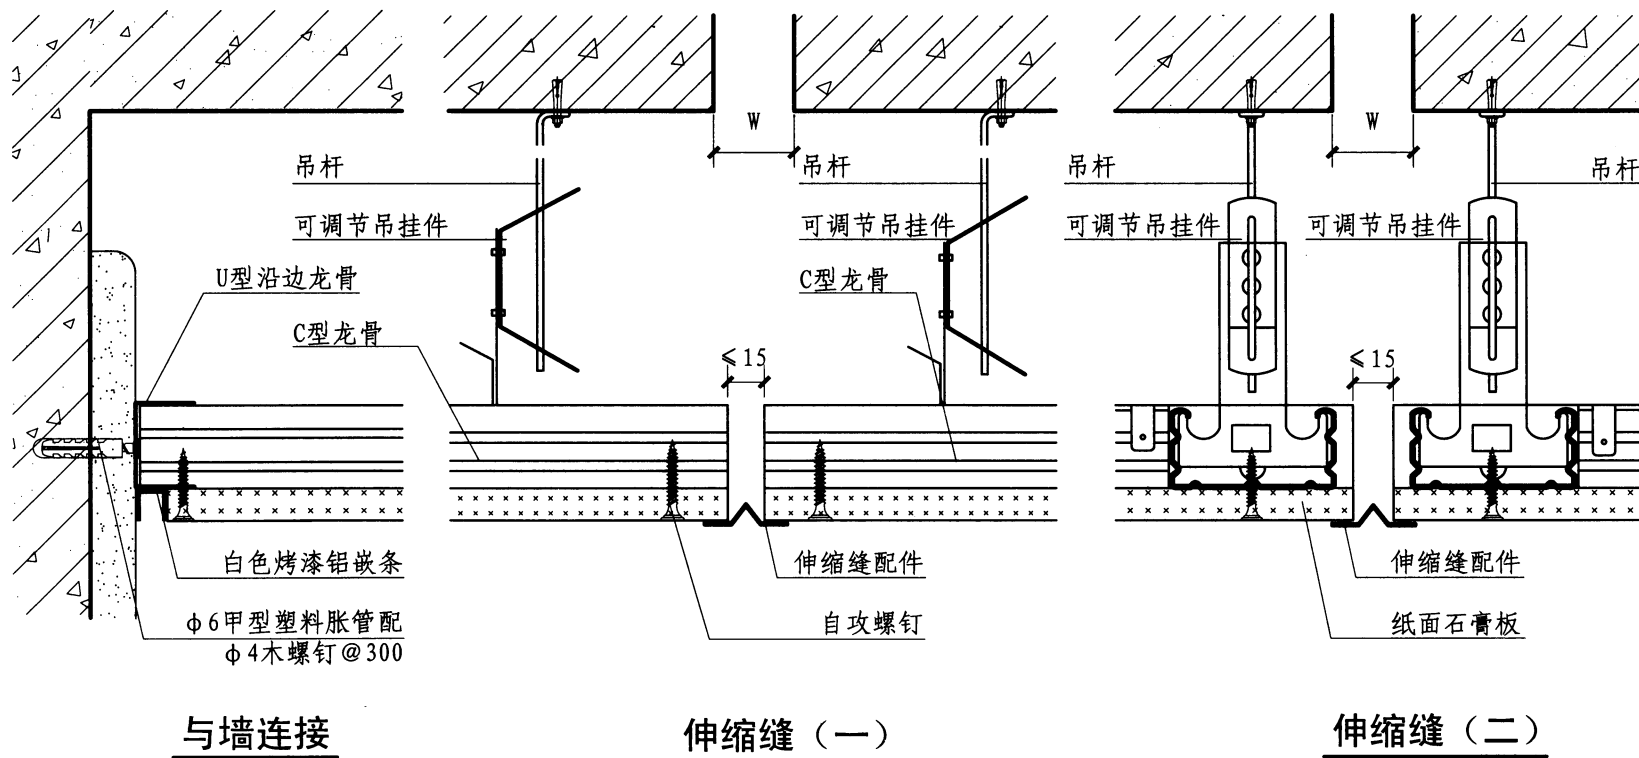 W
W
吊杆
吊杆
吊杆
吊杆
可调节吊挂件
可调节吊挂件
可调节吊挂件
可调节吊挂件
U型沿边龙骨
C型龙骨
C型龙骨
≤15
≤15
白色烤漆铝嵌条
伸缩缝配件
伸缩缝配件
φ6甲型塑料胀管配
φ4木螺钉@300
自攻螺钉
纸面石膏板
与墙连接
伸缩缝（一）
伸缩缝（二）